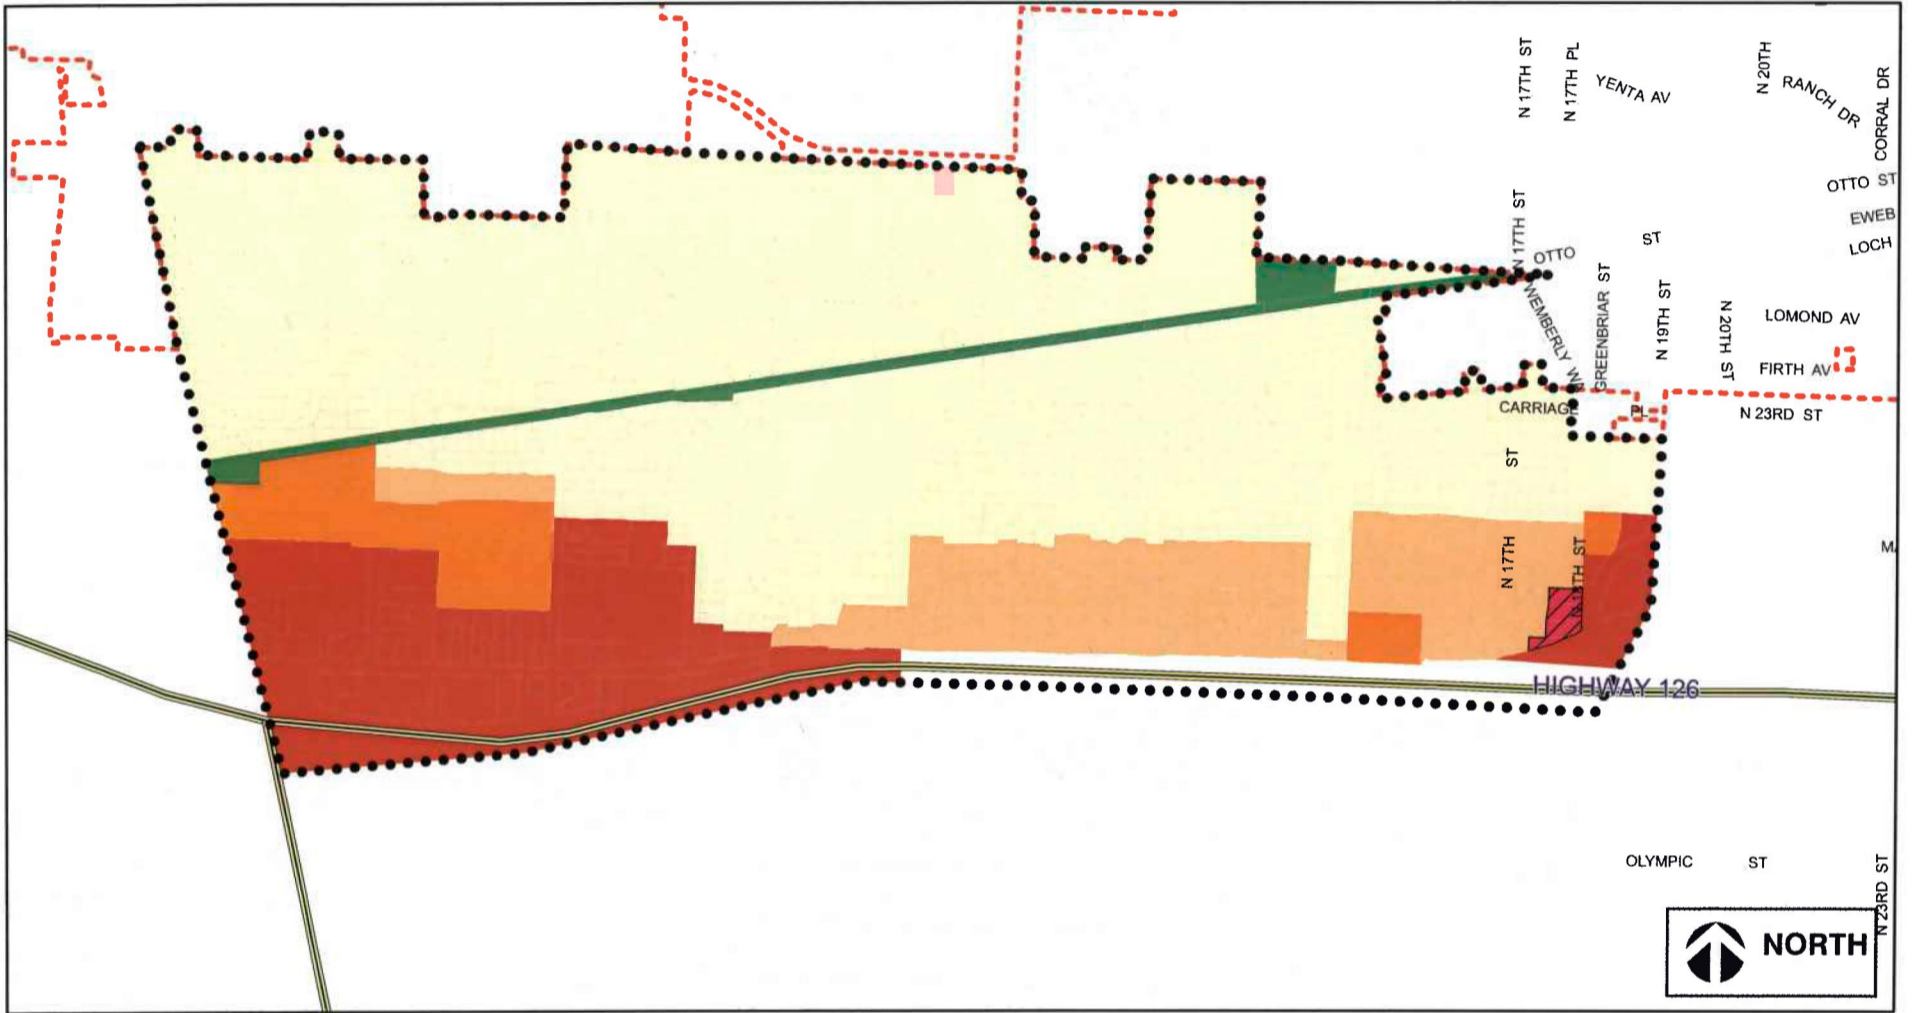 N 17TH ST
N 17TH PL
YENTA AV
N 20TH
RANCH DR
CORRAL DR
OTTO ST
EWEB
LOCH
N 17TH ST
OTTO
ST
GREENBRIAR ST
N 19TH ST
N 20TH ST
LOMOND AV
WEMBERLY
FIRTH AV
CARRIAGE
PL
N 23RD ST
ST
N 17TH
N 18TH ST
HIGHWAY 126
OLYMPIC
ST
N 23RD ST
NORTH